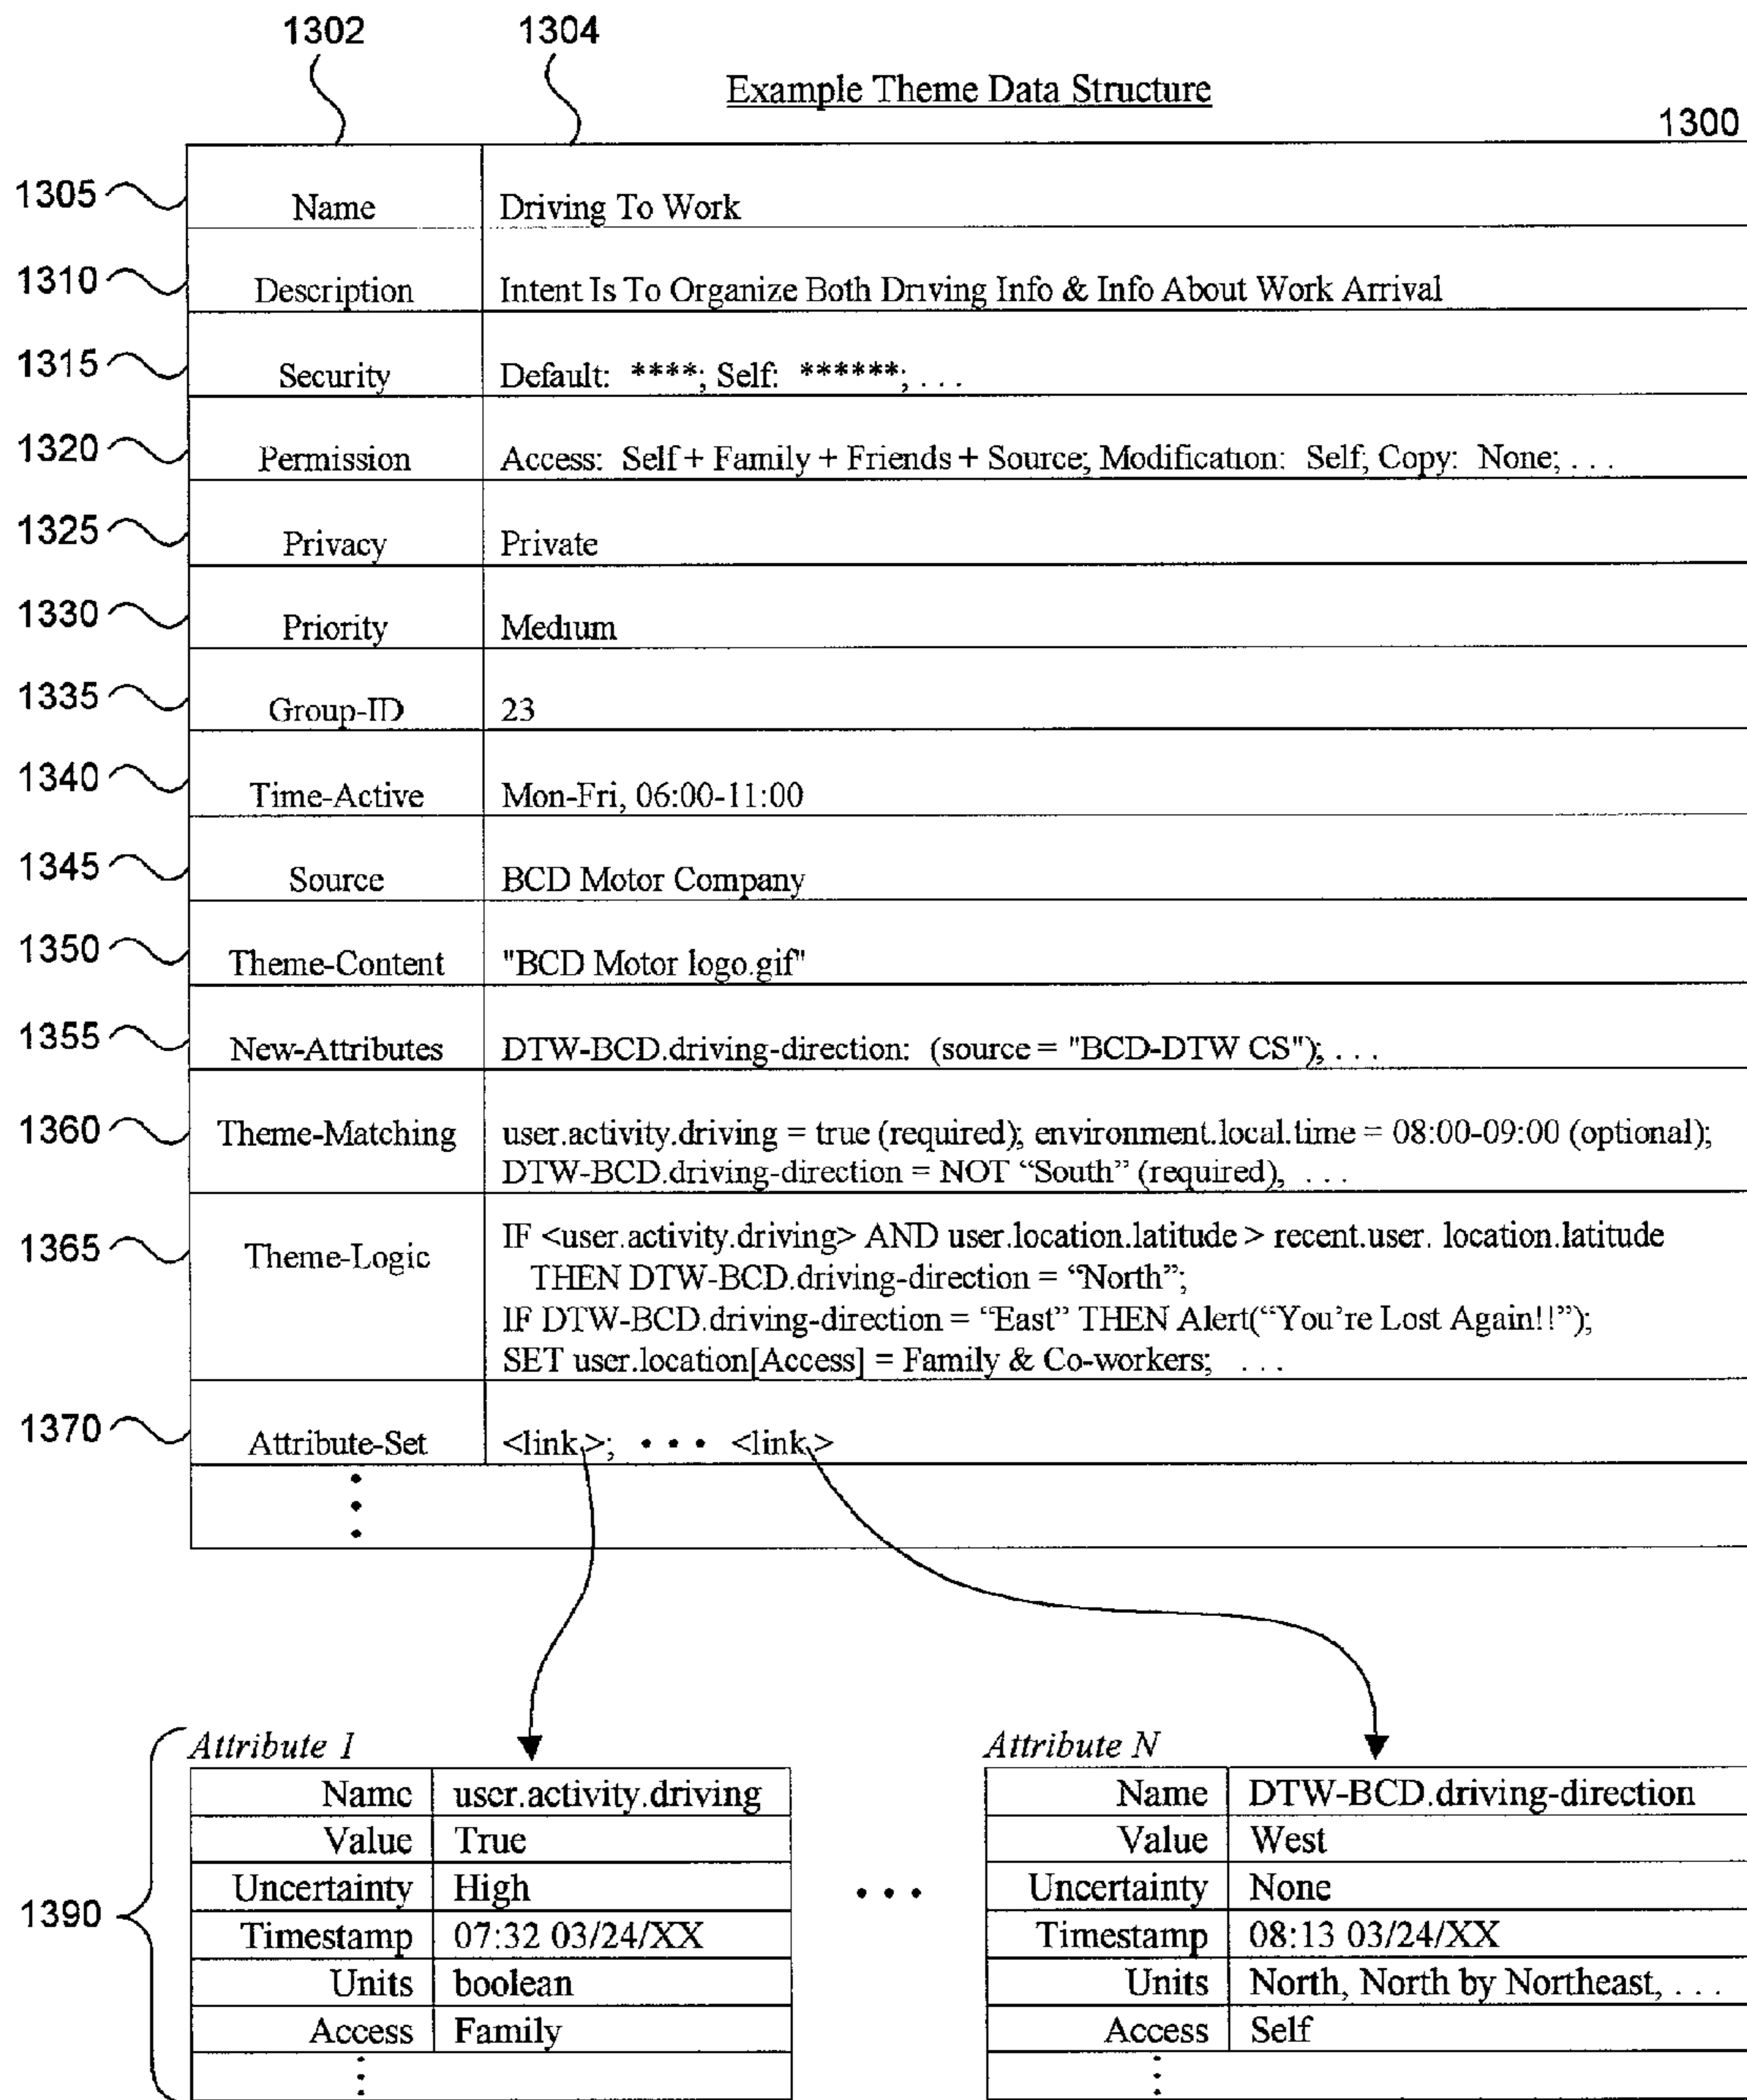 1302 1304
Example Theme Data Structure
1300
1305 Name Driving To Work
1310 Description Intent Is To Organize Both Driving Info & Info About Work Arrival
1315 Security Default: ****; Self: ******; . . .
1320 Permission Access: Self + Family + Friends + Source; Modification: Self; Copy: None; . . .
1325 Privacy Private
1330 Priority Medium
1335 Group-ID 23
1340 Time-Active Mon-Fri, 06:00-11:00
1345 Source BCD Motor Company
1350 Theme-Content "BCD Motor logo.gif"
1355 New-Attributes DTW-BCD.driving-direction: (source = "BCD-DTW CS"); . . .
1360 Theme-Matching user.activity.driving = true (required); environment.local.time = 08:00-09:00 (optional);
DTW-BCD.driving-direction = NOT “South” (required), . . .
1365 Theme-Logic IF <user.activity.driving> AND user.location.latitude > recent.user. location.latitude
THEN DTW-BCD.driving-direction = “North”;
IF DTW-BCD.driving-direction = “East” THEN Alert(“You’re Lost Again!!”);
SET user.location[Access] = Family & Co-workers; . . .
1370 Attribute-Set <link>; • • • <link>
1390
Attribute 1
Name user.activity.driving
Value True
Uncertainty High
Timestamp 07:32 03/24/XX
Units boolean
Access Family
• • •
Attribute N
Name DTW-BCD.driving-direction
Value West
Uncertainty None
Timestamp 08:13 03/24/XX
Units North, North by Northeast, . . .
Access Self